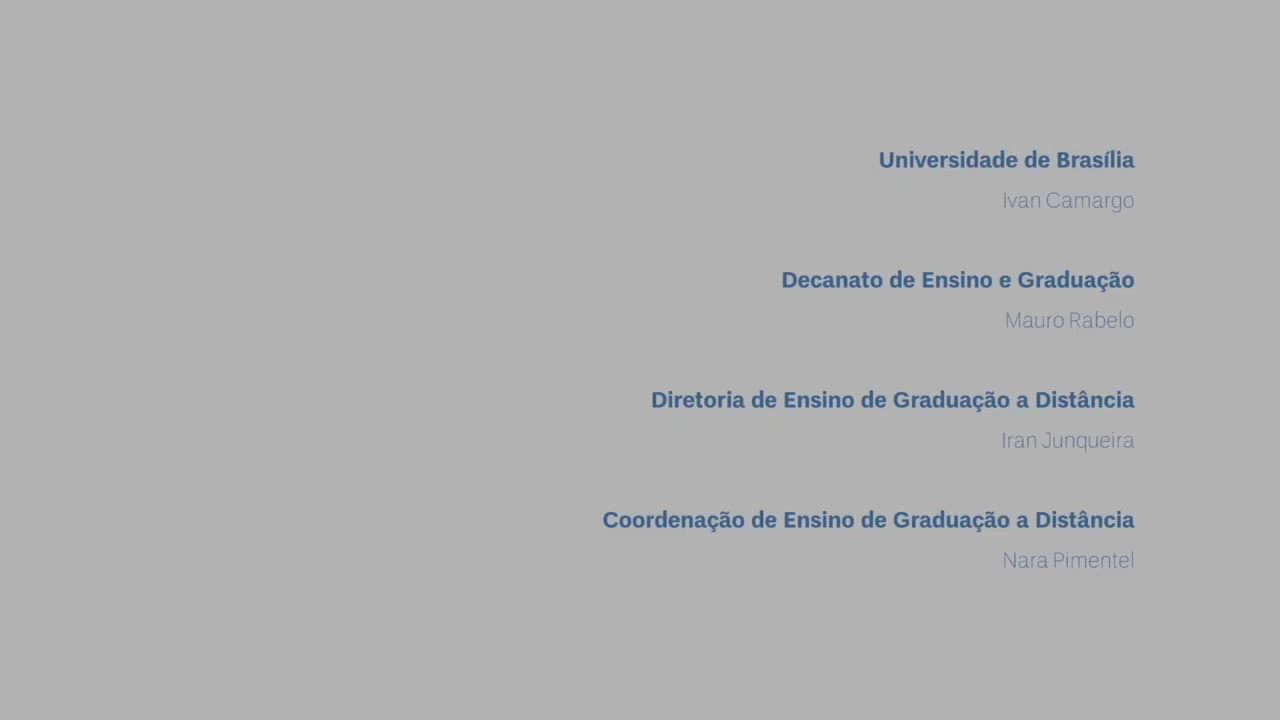 Universidade de Brasília
Ivan Camargo
Decanato de Ensino e Graduação
Mauro Rabelo
Diretoria de Ensino de Graduação a Distância
Iran Junqueira
Coordenação de Ensino de Graduação a Distância
Nara Pimentel